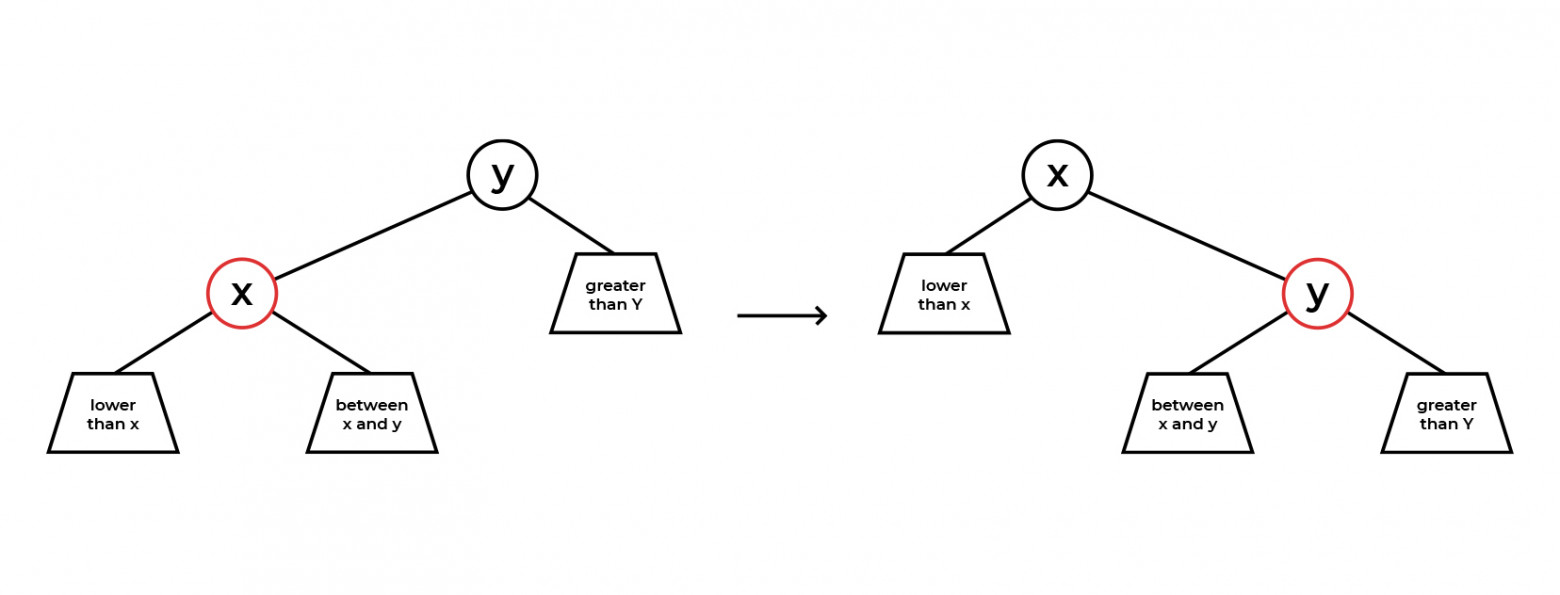 y
x
greater
than Y
lower
than x
between
x and y
x
lower
than x
y
between
x and y
greater
than Y